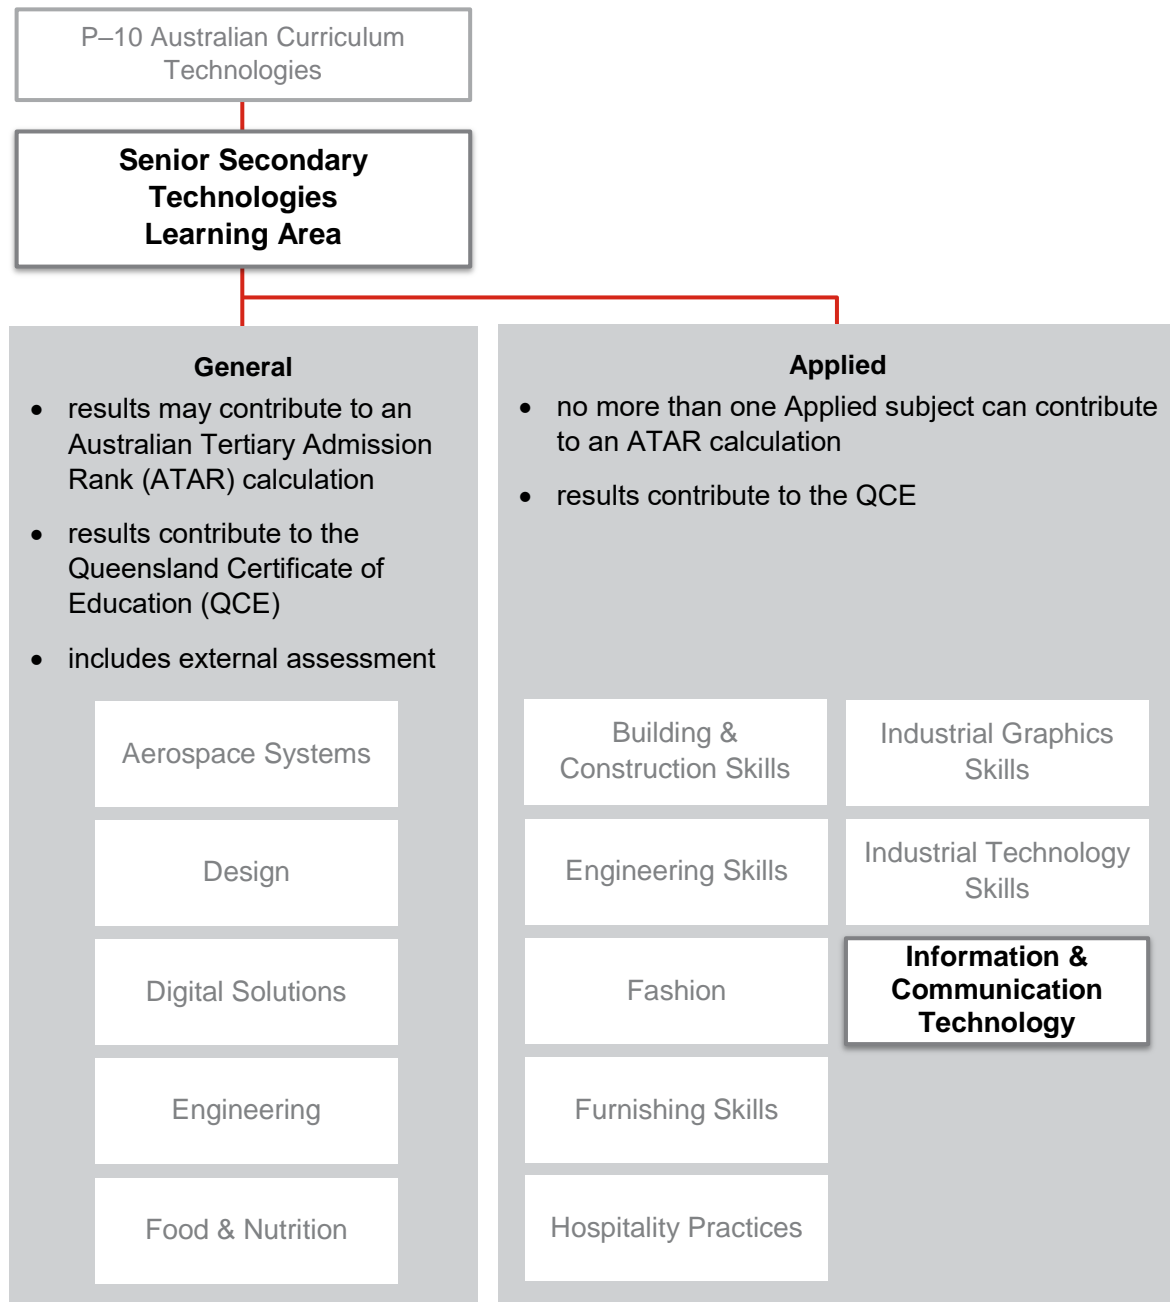 P–10 Australian Curriculum
Technologies
Senior Secondary
Technologies
Learning Area
General
• results may contribute to an
Australian Tertiary Admission
Rank (ATAR) calculation
• results contribute to the
Queensland Certificate of
Education (QCE)
• includes external assessment
Aerospace Systems
Design
Digital Solutions
Engineering
Food & Nutrition
Applied
• no more than one Applied subject can contribute
to an ATAR calculation
• results contribute to the QCE
Building &
Construction Skills
Engineering Skills
Fashion
Furnishing Skills
Hospitality Practices
Industrial Graphics
Skills
Industrial Technology
Skills
Information &
Communication
Technology